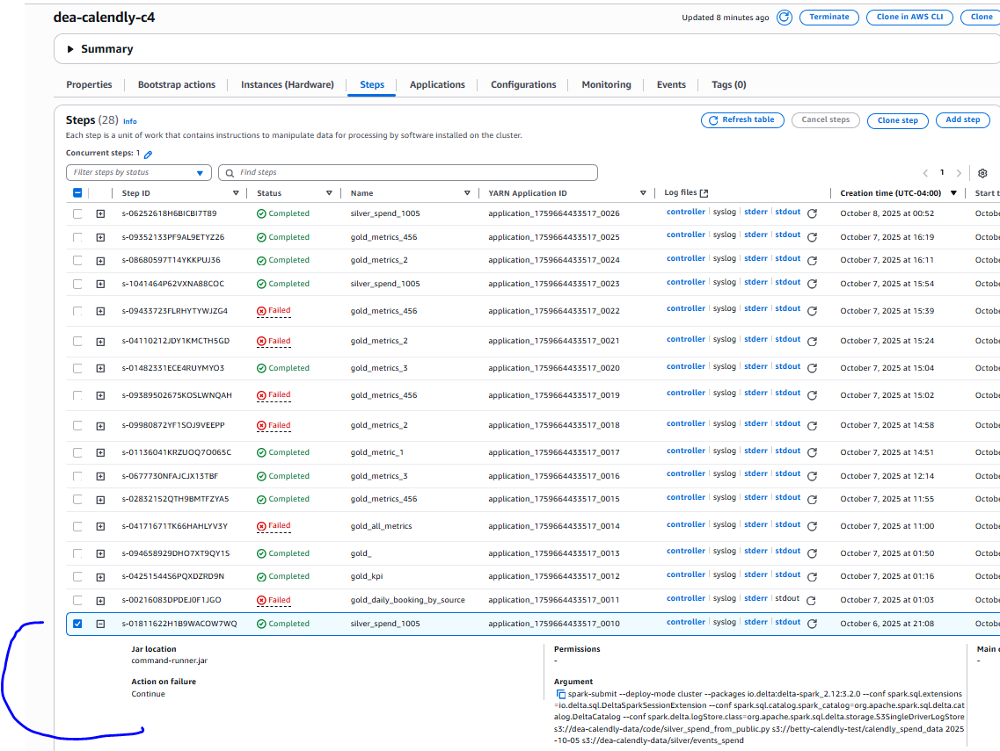 dea-calendly-c4
Updated 8 minutes ago Terminate Clone in AWS CLI Clone
Summary
Properties Bootstrap actions Instances (Hardware) Steps Applications Configurations Monitoring Events Tags (0)
Steps (28) Info
Refresh table Cancel steps Clone step Add step
Each step is a unit of work that contains instructions to manipulate data for processing by software installed on the cluster.
Concurrent steps: 1
Filter steps by status Find steps 1
Step ID Status Name YARN Application ID Log files Creation time (UTC-04:00) Start t
s-06252618H6BICBI7T89 Completed silver_spend_1005 application_1759664433517_0026 controller syslog stderr stdout October 8, 2025 at 00:52 Octobe
s-09352133PF9AL9ETYZ26 Completed gold_metrics_456 application_1759664433517_0025 controller syslog stderr stdout October 7, 2025 at 16:19 Octobe
s-08680597T14YKKPUJ36 Completed gold_metrics_2 application_1759664433517_0024 controller syslog stderr stdout October 7, 2025 at 16:11 Octobe
s-1041464P62VXNA88COC Completed silver_spend_1005 application_1759664433517_0023 controller syslog stderr stdout October 7, 2025 at 15:54 Octobe
s-09433723FLRHYTYWJZG4 Failed gold_metrics_456 application_1759664433517_0022 controller syslog stderr stdout October 7, 2025 at 15:39 Octobe
s-04110212JDY1KMCTH5GD Failed gold_metrics_2 application_1759664433517_0021 controller syslog stderr stdout October 7, 2025 at 15:24 Octobe
s-01482331ECE4RUYMYO3 Completed gold_metrics_3 application_1759664433517_0020 controller syslog stderr stdout October 7, 2025 at 15:04 Octobe
s-09389502675KOSLWNQAH Failed gold_metrics_456 application_1759664433517_0019 controller syslog stderr stdout October 7, 2025 at 15:02 Octobe
s-09980872YF1SOJ9VEEPP Failed gold_metrics_2 application_1759664433517_0018 controller syslog stderr stdout October 7, 2025 at 14:58 Octobe
s-01136041KRZUOQ7O065C Completed gold_metric_1 application_1759664433517_0017 controller syslog stderr stdout October 7, 2025 at 14:51 Octobe
s-0677730NFAJCJX13TBF Completed gold_metrics_3 application_1759664433517_0016 controller syslog stderr stdout October 7, 2025 at 12:14 Octobe
s-02832152QTH9BMTFZYA5 Completed gold_metrics_456 application_1759664433517_0015 controller syslog stderr stdout October 7, 2025 at 11:55 Octobe
s-04171671TK66HAHLYV3Y Failed gold_all_metrics application_1759664433517_0014 controller syslog stderr stdout October 7, 2025 at 11:00 Octobe
s-094658929DHO7XT9QY1S Completed gold_ application_1759664433517_0013 controller syslog stderr stdout October 7, 2025 at 01:50 Octobe
s-04251544S6PQXDZRD9N Completed gold_kpi application_1759664433517_0012 controller syslog stderr stdout October 7, 2025 at 01:16 Octobe
s-00216083DPDEJ0F1JGO Failed gold_daily_booking_by_source application_1759664433517_0011 controller syslog stderr stdout October 7, 2025 at 01:03 Octobe
s-01811622H1B9WACOW7WQ Completed silver_spend_1005 application_1759664433517_0010 controller syslog stderr stdout October 6, 2025 at 21:08 Octobe
Jar location
command-runner.jar
Action on failure
Continue
Permissions
-
Argument
spark-submit --deploy-mode cluster --packages io.delta:delta-spark_2.12:3.2.0 --conf spark.sql.extensions
=io.delta.sql.DeltaSparkSessionExtension --conf spark.sql.catalog.spark_catalog=org.apache.spark.sql.delta.cat
alog.DeltaCatalog --conf spark.delta.logStore.class=org.apache.spark.sql.delta.storage.S3SingleDriverLogStore
s3://dea-calendly-data/code/silver_spend_from_public.py s3://betty-calendly-test/calendly_spend_data 2025
-10-05 s3://dea-calendly-data/silver/events_spend
Main c
-